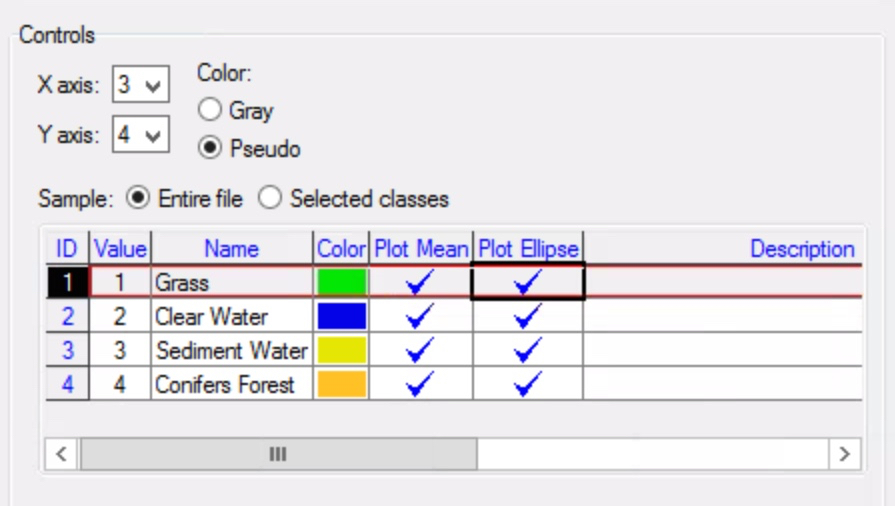 Controls
X axis: 3
Color:
Gray
Y axis: 4
Pseudo
Sample: Entire file Selected classes
ID Value Name Color Plot Mean Plot Ellipse Description
1 1 Grass
2 2 Clear Water
3 3 Sediment Water
4 4 Conifers Forest